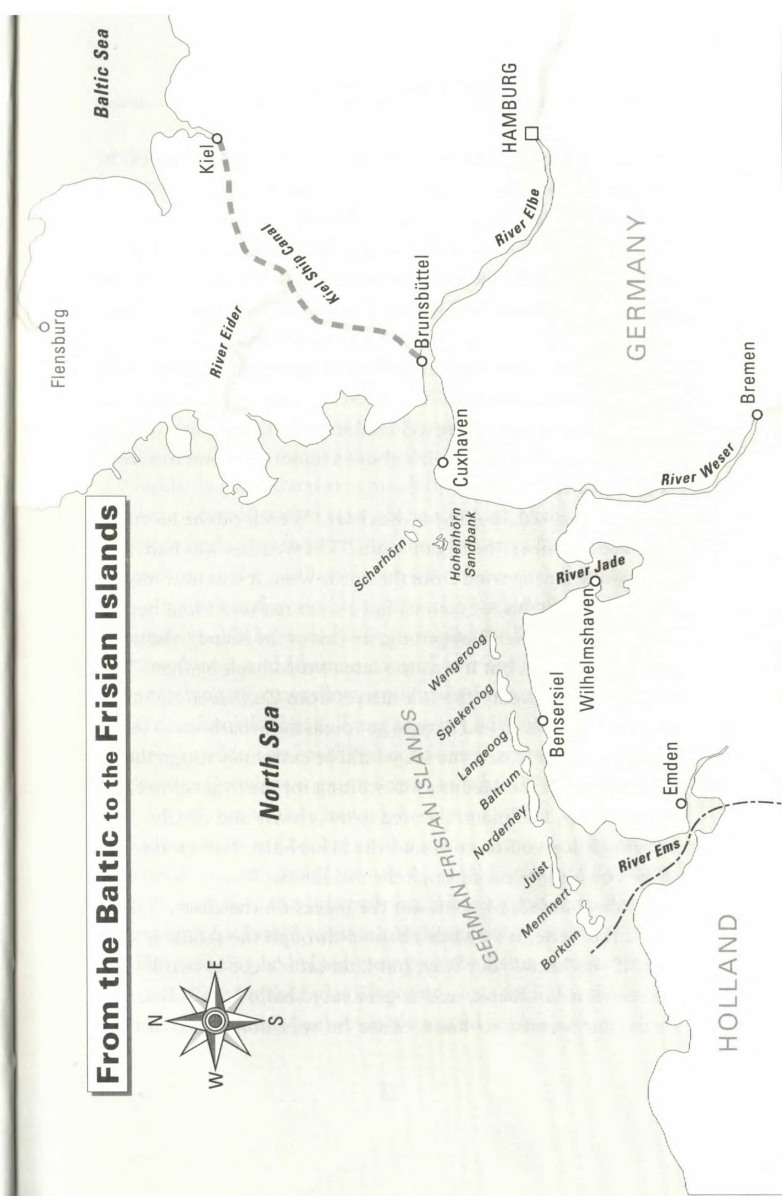 From the Baltic to the Frisian Islands
N
W
E
S
North Sea
Baltic Sea
Flensburg
Kiel
Kiel Ship Canal
River Eider
Brunsbüttel
HAMBURG
River Elbe
Cuxhaven
Scharhörn
Hohenhörn
Sandbank
GERMAN FRISIAN ISLANDS
Wangeroog
Spiekeroog
Langeoog
Baltrum
Norderney
Juist
Memmert
Borkum
Bensersiel
Wilhelmshaven
River Jade
River Weser
Bremen
GERMANY
Emden
River Ems
HOLLAND